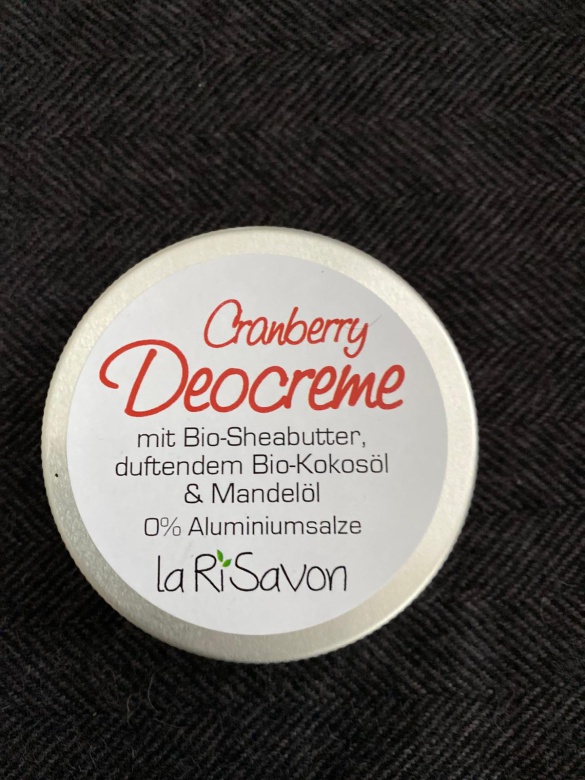 Cranberry
Deocreme
mit Bio-Sheabutter,
duftendem Bio-Kokosöl
& Mandelöl
0% Aluminiumsalze
la RiSavon